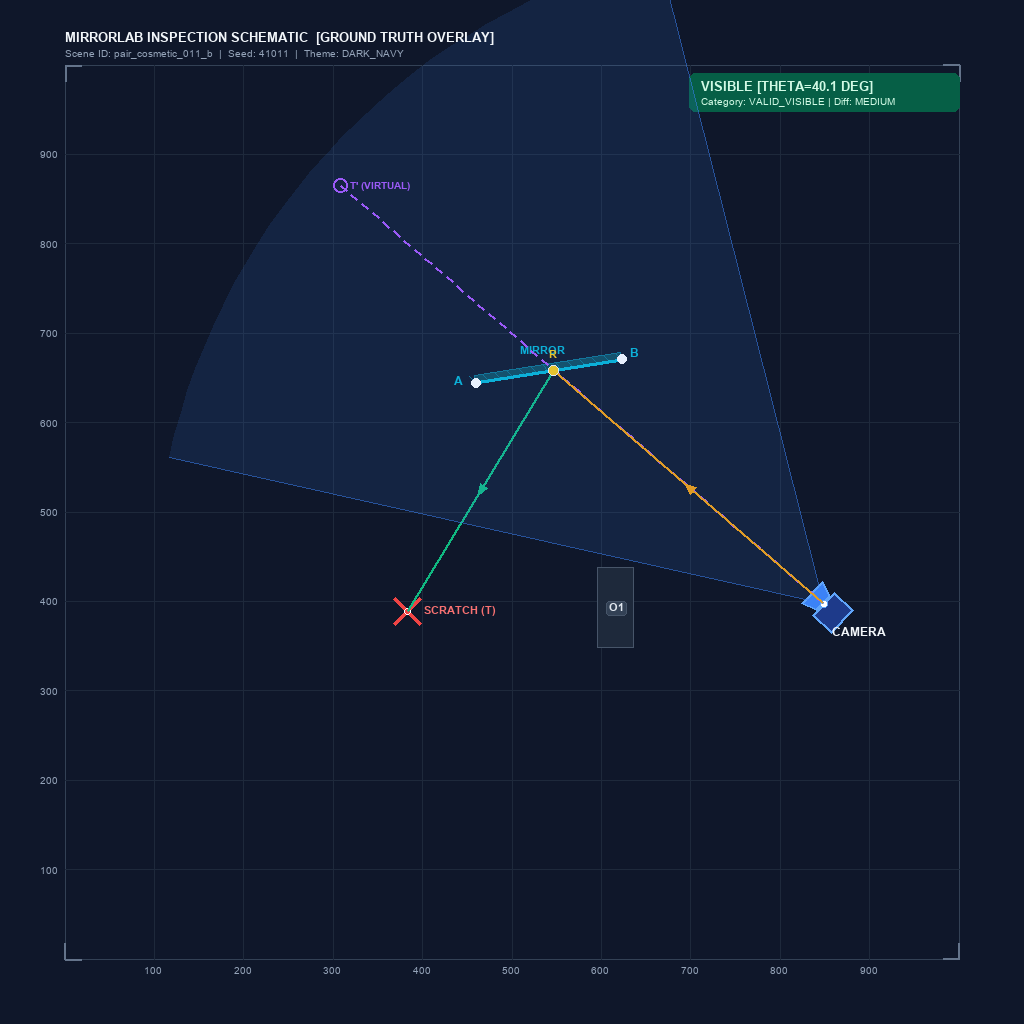 MIRRORLAB INSPECTION SCHEMATIC [GROUND TRUTH OVERLAY]
Scene ID: pair_cosmetic_011_b | Seed: 41011 | Theme: DARK_NAVY
VISIBLE [THETA=40.1 DEG]
Category: VALID_VISIBLE | Diff: MEDIUM
900
T' (VIRTUAL)
800
700
MIRROR
R
B
A
600
500
400
O1
SCRATCH (T)
CAMERA
300
200
100
100 200 300 400 500 600 700 800 900